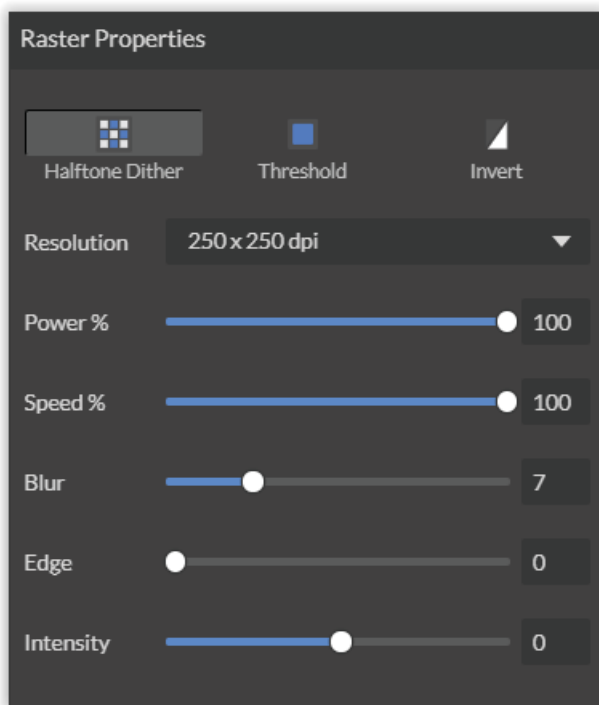 Raster Properties
Halftone Dither Threshold Invert
Resolution 250 x 250 dpi
Power % 100
Speed % 100
Blur 7
Edge 0
Intensity 0